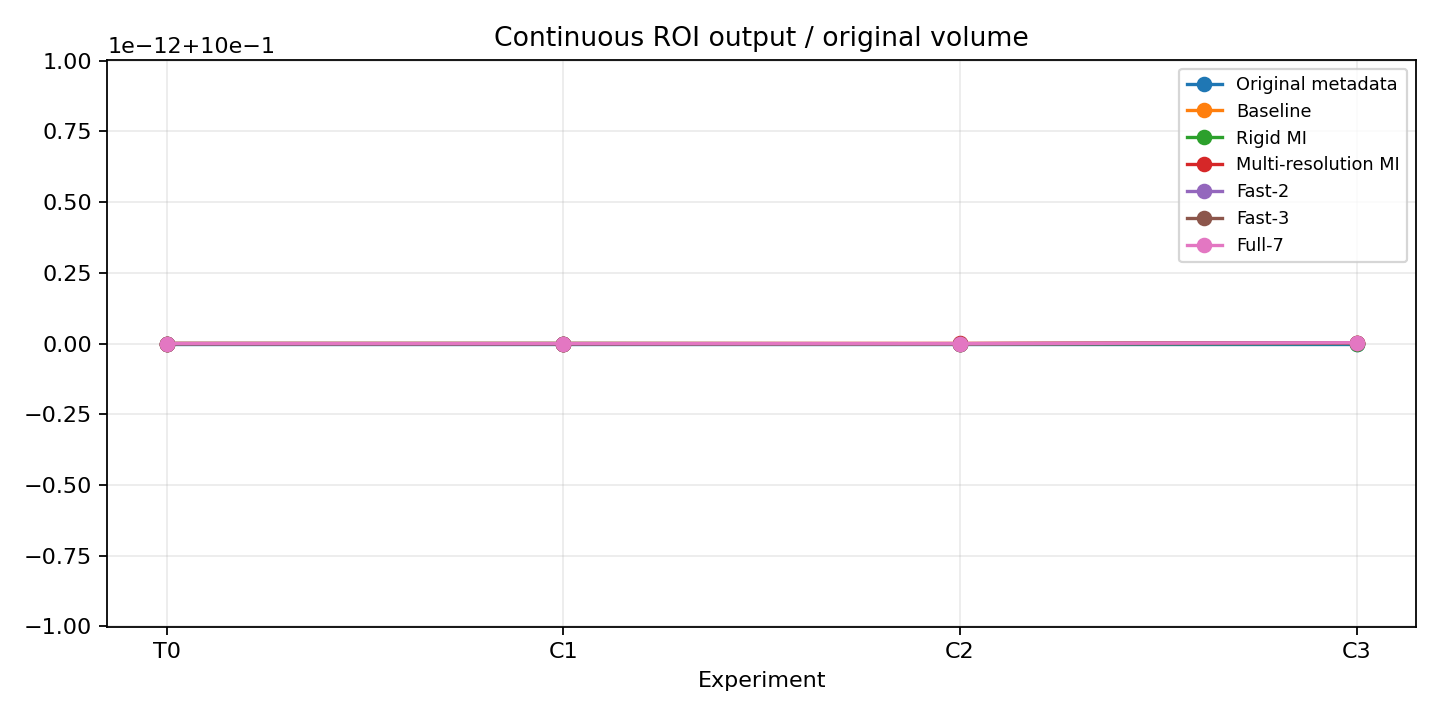 Continuous ROI output / original volume
1e−12+10e−1
1.00
0.75
0.50
0.25
0.00
−0.25
−0.50
−0.75
−1.00
Original metadata
Baseline
Rigid MI
Multi-resolution MI
Fast-2
Fast-3
Full-7
T0 C1 C2 C3
Experiment